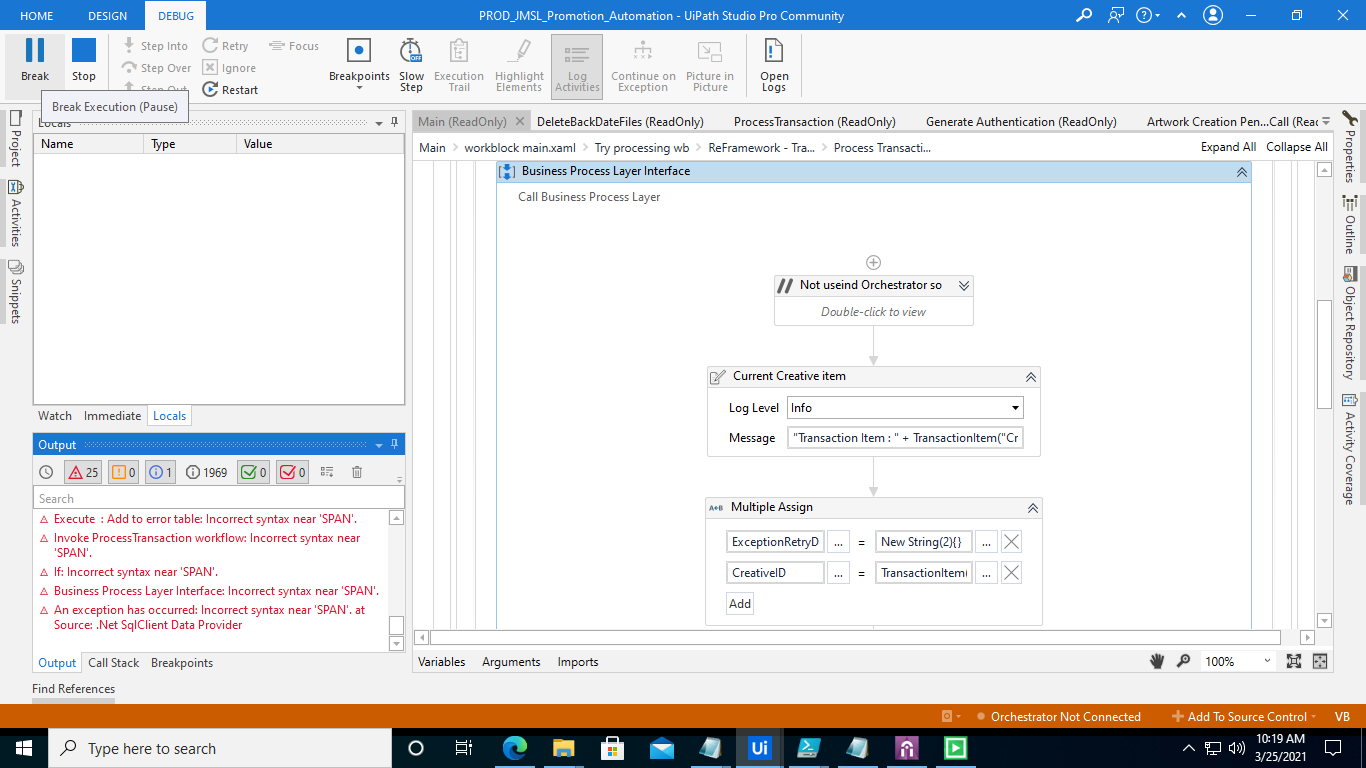 HOME DESIGN DEBUG PROD_JMSL_Promotion_Automation - UiPath Studio Pro Community
Step Into Retry Focus
Step Over Ignore
Step Out Restart
Break Stop Breakpoints Slow Step Execution Trail Highlight Elements Log Activities Continue on Exception Picture in Picture Open Logs
Break Execution (Pause)
Locals
Main (ReadOnly) DeleteBackDateFiles (ReadOnly) ProcessTransaction (ReadOnly) Generate Authentication (ReadOnly) Artwork Creation Pen...Call (Reac
Name Type Value
Main workblock main.xaml Try processing wb ReFramework - Tra... Process Transacti... Expand All Collapse All
Project
Activities
Snippets
Properties
Outline
Object Repository
Activity Coverage
Business Process Layer Interface
Call Business Process Layer
Not useind Orchestrator so
Double-click to view
Current Creative item
Log Level Info
Message "Transaction Item : " + TransactionItem("Cr
Multiple Assign
A+B
ExceptionRetryD ... = New String(2){} ...
CreativeID ... = TransactionItem( ...
Add
Watch Immediate Locals
Output
25 0 1 1969 0 0
Search
Execute : Add to error table: Incorrect syntax near 'SPAN'.
Invoke ProcessTransaction workflow: Incorrect syntax near
'SPAN'.
If: Incorrect syntax near 'SPAN'.
Business Process Layer Interface: Incorrect syntax near 'SPAN'.
An exception has occurred: Incorrect syntax near 'SPAN'. at
Source: .Net SqlClient Data Provider
Output Call Stack Breakpoints
Variables Arguments Imports 100%
Find References
Orchestrator Not Connected Add To Source Control VB
Type here to search
Ui
10:19 AM
3/25/2021